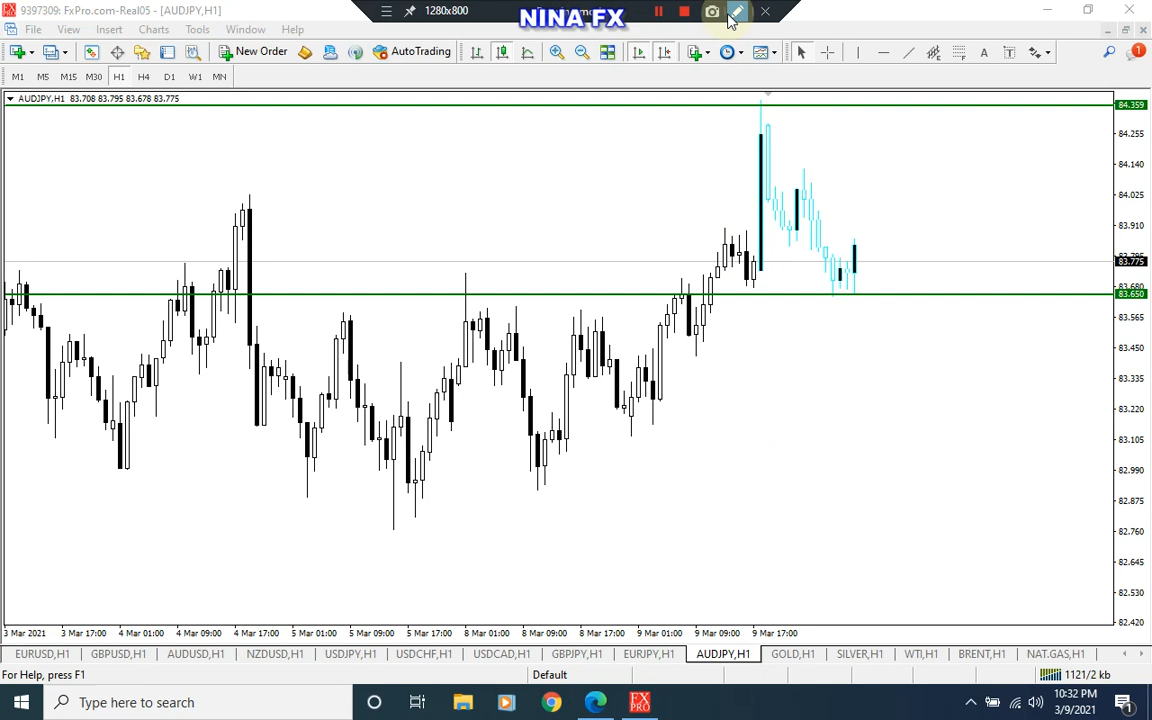 9397309: FxPro.com-Real05 - [AUDJPY,H1]
1280x800
NINA FX
File View Insert Charts Tools Window Help
New Order
AutoTrading
M1 M5 M15 M30 H1 H4 D1 W1 MN
AUDJPY,H1 83.708 83.795 83.678 83.775
84.359
84.255
84.140
84.025
83.910
83.775
83.680
83.650
83.565
83.450
83.335
83.220
83.105
82.990
82.875
82.760
82.645
82.530
82.420
3 Mar 2021 3 Mar 17:00 4 Mar 01:00 4 Mar 09:00 4 Mar 17:00 5 Mar 01:00 5 Mar 09:00 5 Mar 17:00 8 Mar 01:00 8 Mar 09:00 8 Mar 17:00 9 Mar 01:00 9 Mar 09:00 9 Mar 17:00
EURUSD,H1 GBPUSD,H1 AUDUSD,H1 NZDUSD,H1 USDJPY,H1 USDCHF,H1 USDCAD,H1 GBPJPY,H1 EURJPY,H1 AUDJPY,H1 GOLD,H1 SILVER,H1 WTI,H1 BRENT,H1 NAT.GAS,H1
For Help, press F1
Default
1121/2 kb
Type here to search
FX
PRO
10:32 PM
3/9/2021